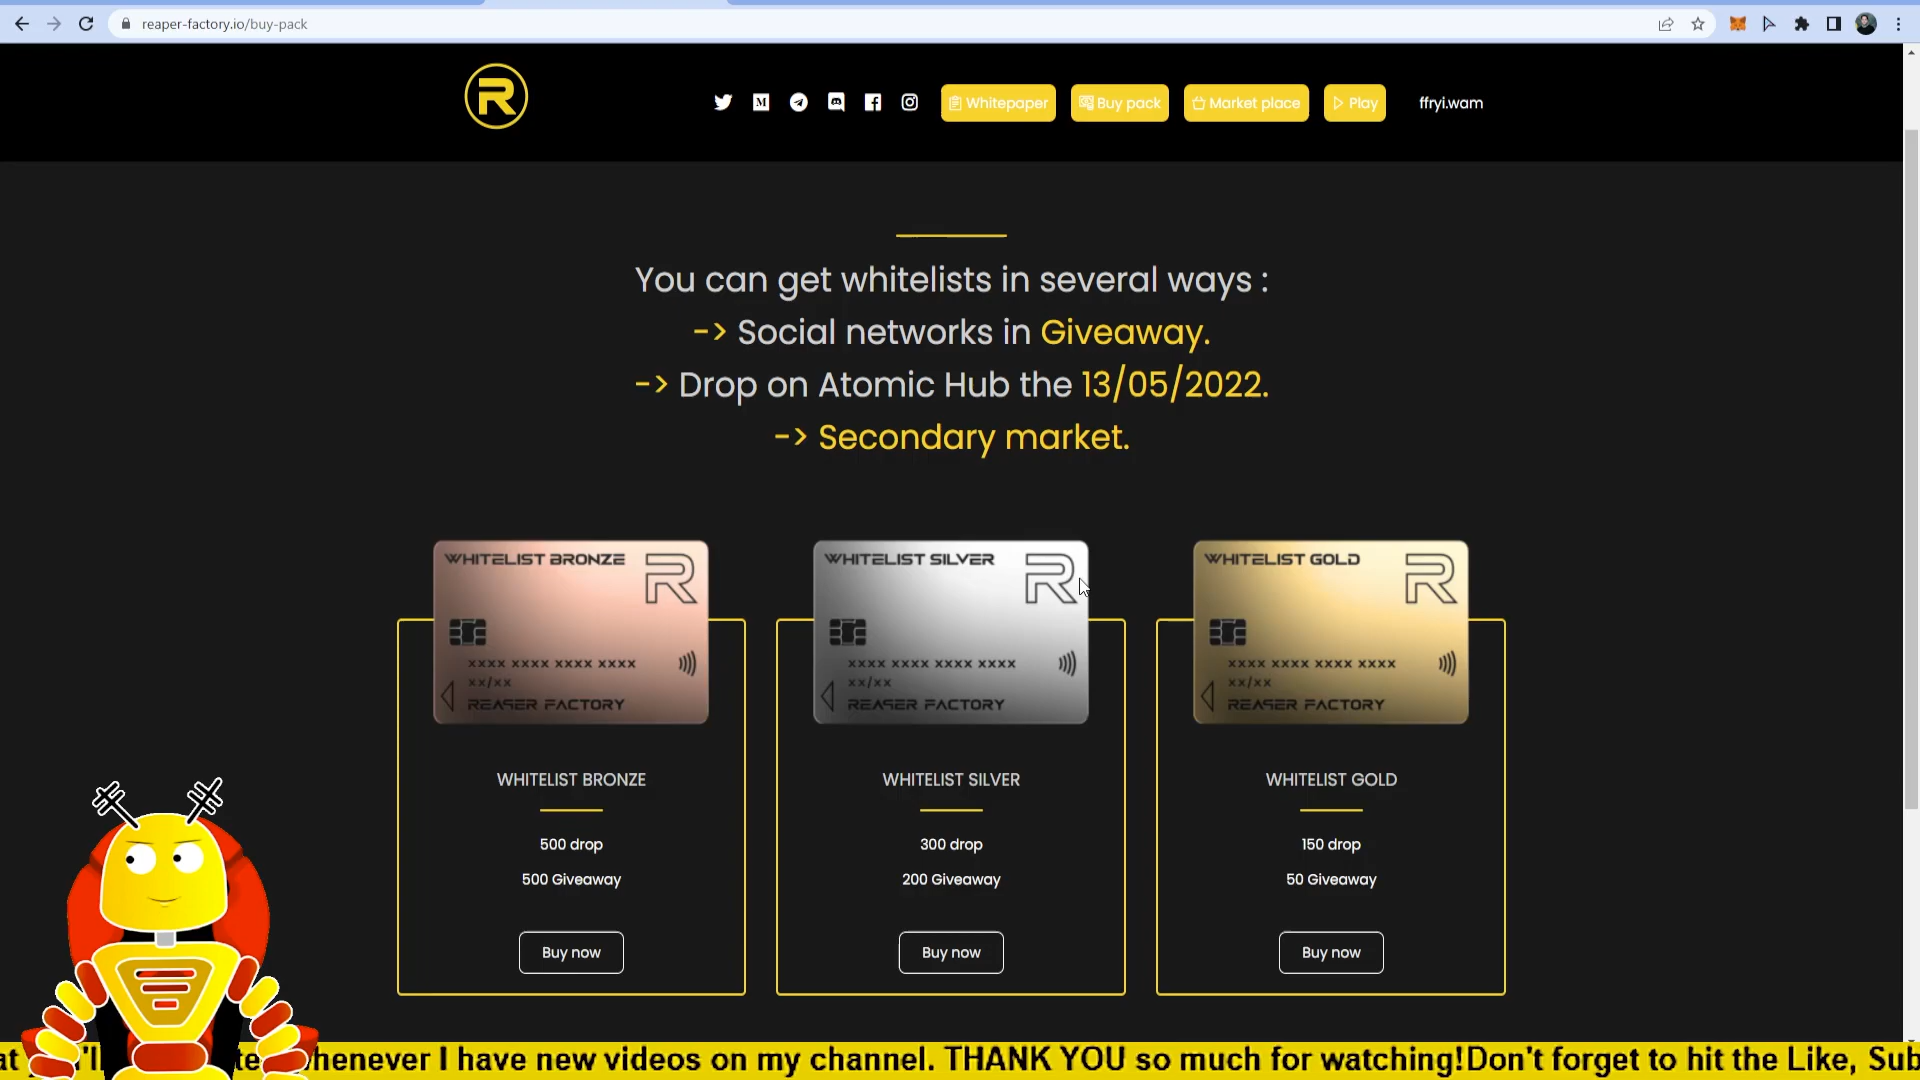 reaper-factory.io/buy-pack
R
M
Whitepaper
Buy pack
Market place
Play
ffryi.wam
You can get whitelists in several ways :
-> Social networks in Giveaway.
-> Drop on Atomic Hub the 13/05/2022.
-> Secondary market.
WHITELIST BRONZE
R
XXXX XXXX XXXX XXXX
XX/XX
REAPER FACTORY
WHITELIST SILVER
R
XXXX XXXX XXXX XXXX
XX/XX
REAPER FACTORY
WHITELIST GOLD
R
XXXX XXXX XXXX XXXX
XX/XX
REAPER FACTORY
WHITELIST BRONZE
500 drop
500 Giveaway
Buy now
WHITELIST SILVER
300 drop
200 Giveaway
Buy now
WHITELIST GOLD
150 drop
50 Giveaway
Buy now
whenever I have new videos on my channel. THANK YOU so much for watching!Don't forget to hit the Like, Sub